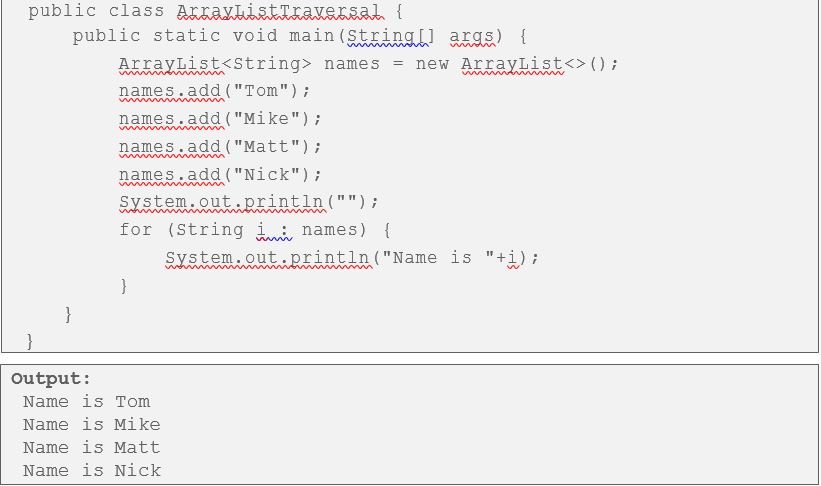 public class ArrayListTraversal {
    public static void main(String[] args) {
        ArrayList<String> names = new ArrayList<>();
        names.add("Tom");
        names.add("Mike");
        names.add("Matt");
        names.add("Nick");
        System.out.println("");
        for (String i : names) {
            System.out.println("Name is "+i);
        }
    }
}
Output:
Name is Tom
Name is Mike
Name is Matt
Name is Nick